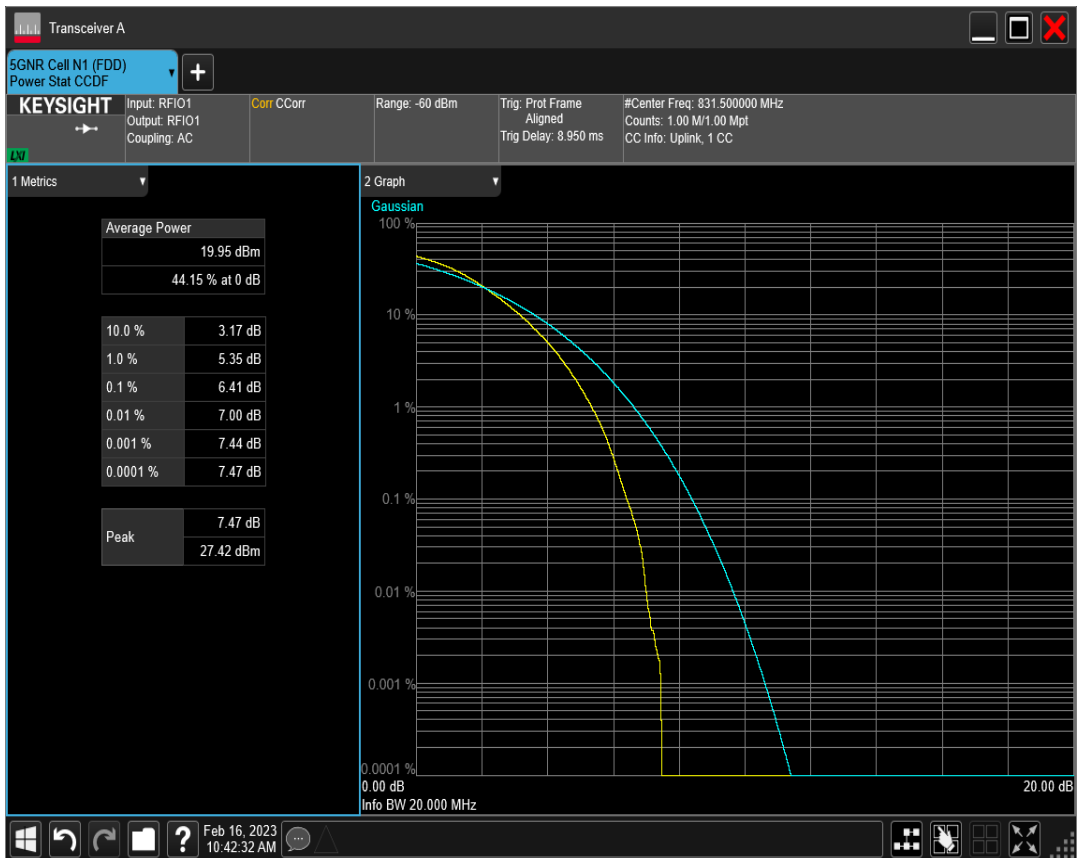 Transceiver A
5GNR Cell N1 (FDD)
Power Stat CCDF
KEYSIGHT
LXI
Input: RFIO1
Output: RFIO1
Coupling: AC
Corr CCorr
Range: -60 dBm
Trig: Prot Frame
Aligned
Trig Delay: 8.950 ms
#Center Freq: 831.500000 MHz
Counts: 1.00 M/1.00 Mpt
CC Info: Uplink, 1 CC
1 Metrics
Average Power
19.95 dBm
44.15 % at 0 dB
10.0 % 3.17 dB
1.0 % 5.35 dB
0.1 % 6.41 dB
0.01 % 7.00 dB
0.001 % 7.44 dB
0.0001 % 7.47 dB
Peak 7.47 dB
27.42 dBm
2 Graph
Gaussian
100 %
10 %
1 %
0.1 %
0.01 %
0.001 %
0.0001 %
0.00 dB 20.00 dB
Info BW 20.000 MHz
? Feb 16, 2023
10:42:32 AM